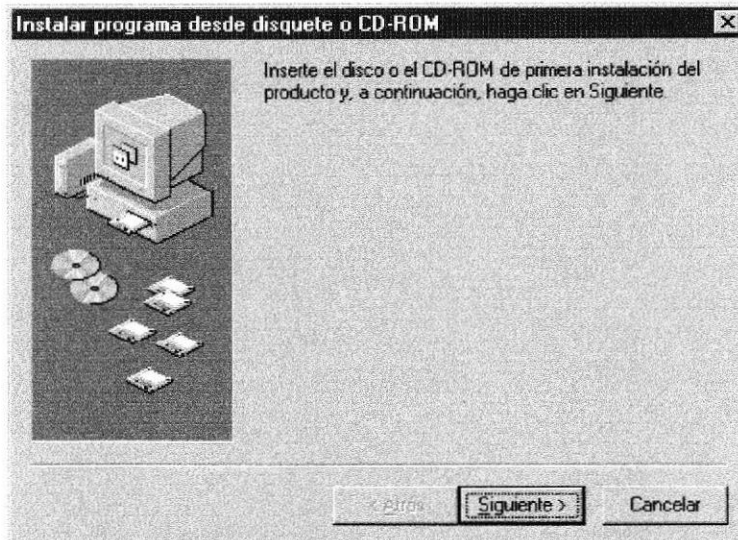 Instalar programa desde disquete o CD-ROM
Inserte el disco o el CD-ROM de primera instalación del
producto y, a continuación, haga clic en Siguiente.
< Atrás
Siguiente >
Cancelar